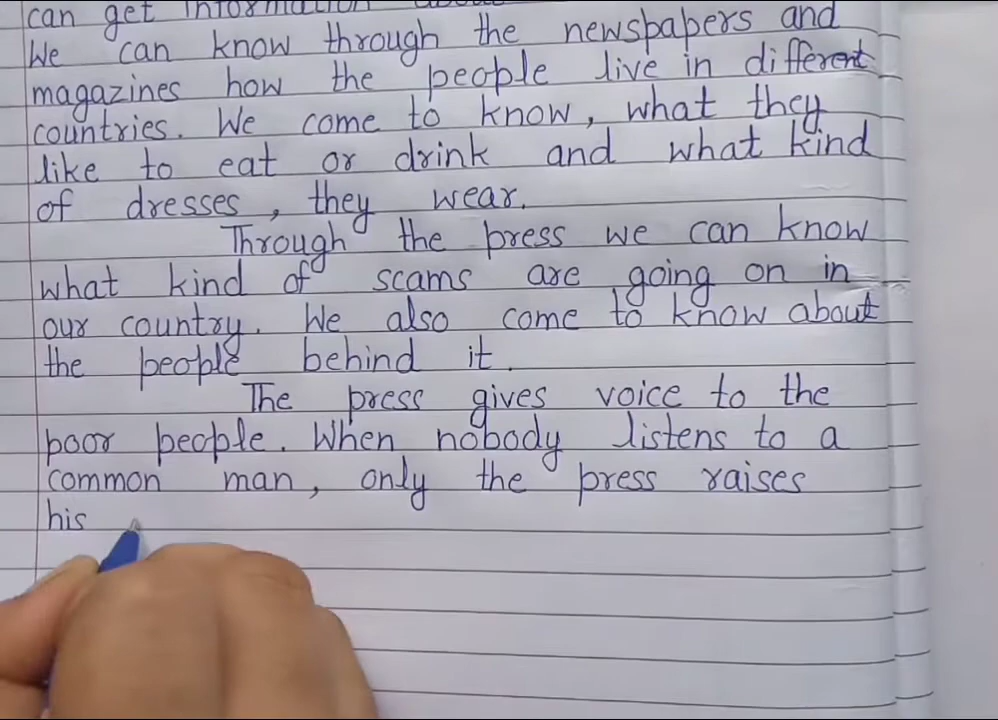 can get information
We can know through the newspapers and
magazines how the people live in different
countries. We come to know, what they
like to eat or drink and what kind
of dresses, they wear.
Through the press we can know
what kind of scams are going on in
our country. We also come to know about
the people behind it.
The press gives voice to the
poor people. When nobody listens to a
common man, only the press raises
his